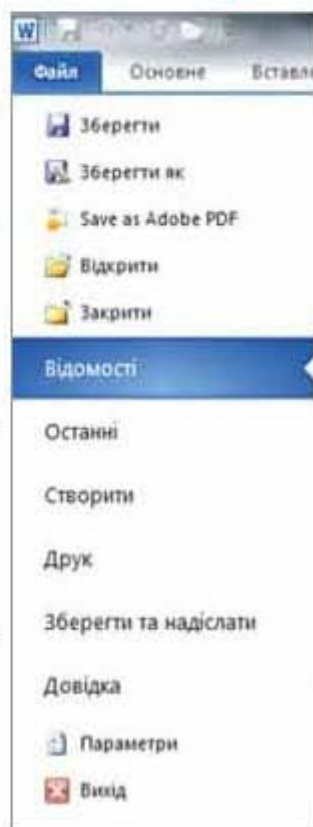 W
Файл Основне Вставл
Зберегти
Зберегти як
Save as Adobe PDF
Відкрити
Закрити
Відомості
Останні
Створити
Друк
Зберегти та надіслати
Довідка
Параметри
Вихід